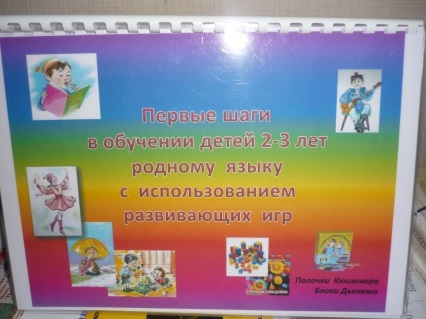 Первые шаги
в обучении детей 2-3 лет
родному языку
с использованием
развивающих игр
Палочки Кюизенера
Блоки Дьенеша